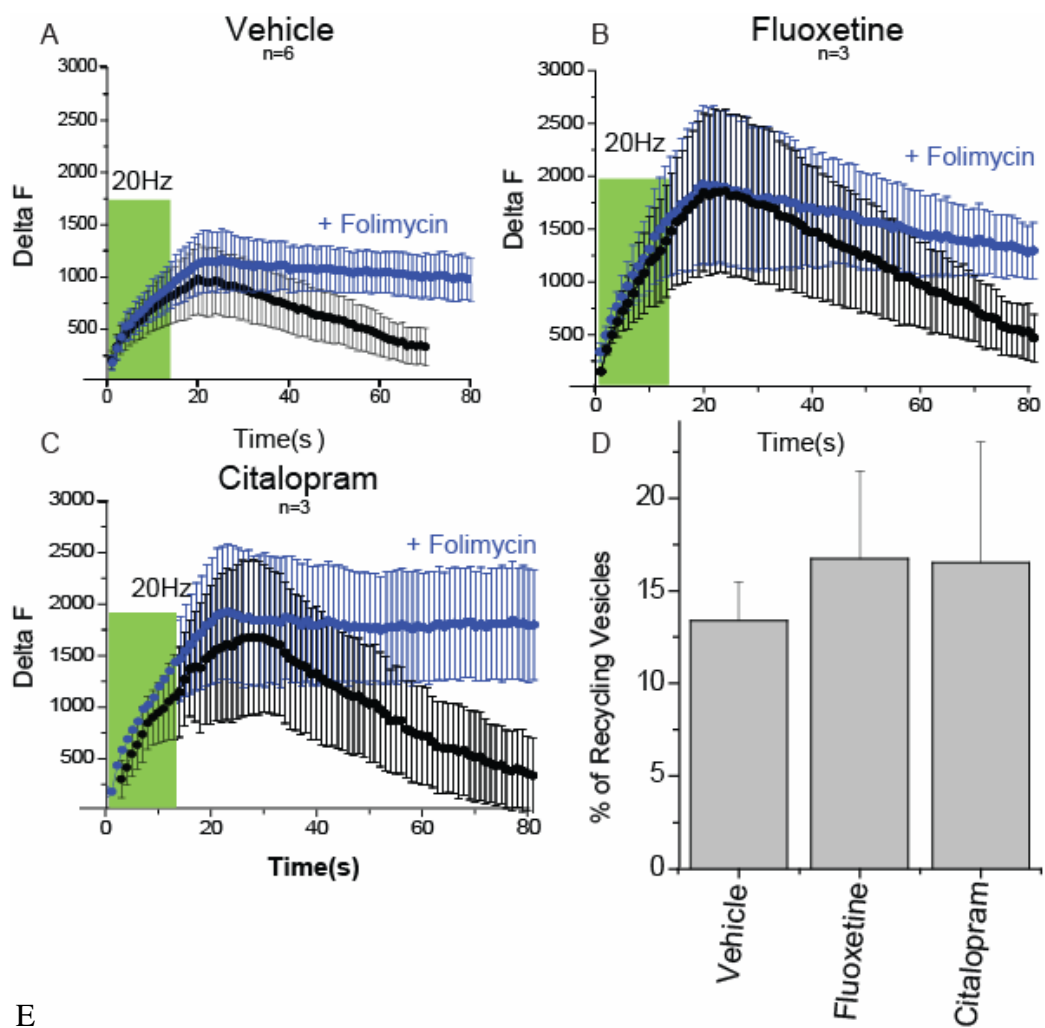 A
Vehicle
n=6
3000
2500
2000
1500
1000
500
Delta F
20Hz
+ Folimycin
0
20
40
60
80
Time(s )
B
Fluoxetine
n=3
3000
2500
2000
1500
1000
500
Delta F
20Hz
+ Folimycin
0
20
40
60
80
Time(s)
C
Citalopram
n=3
3000
2500
2000
1500
1000
500
Delta F
20Hz
+ Folimycin
0
20
40
60
80
Time(s)
D
20
15
10
5
0
% of Recycling Vesicles
Vehicle
Fluoxetine
Citalopram
E